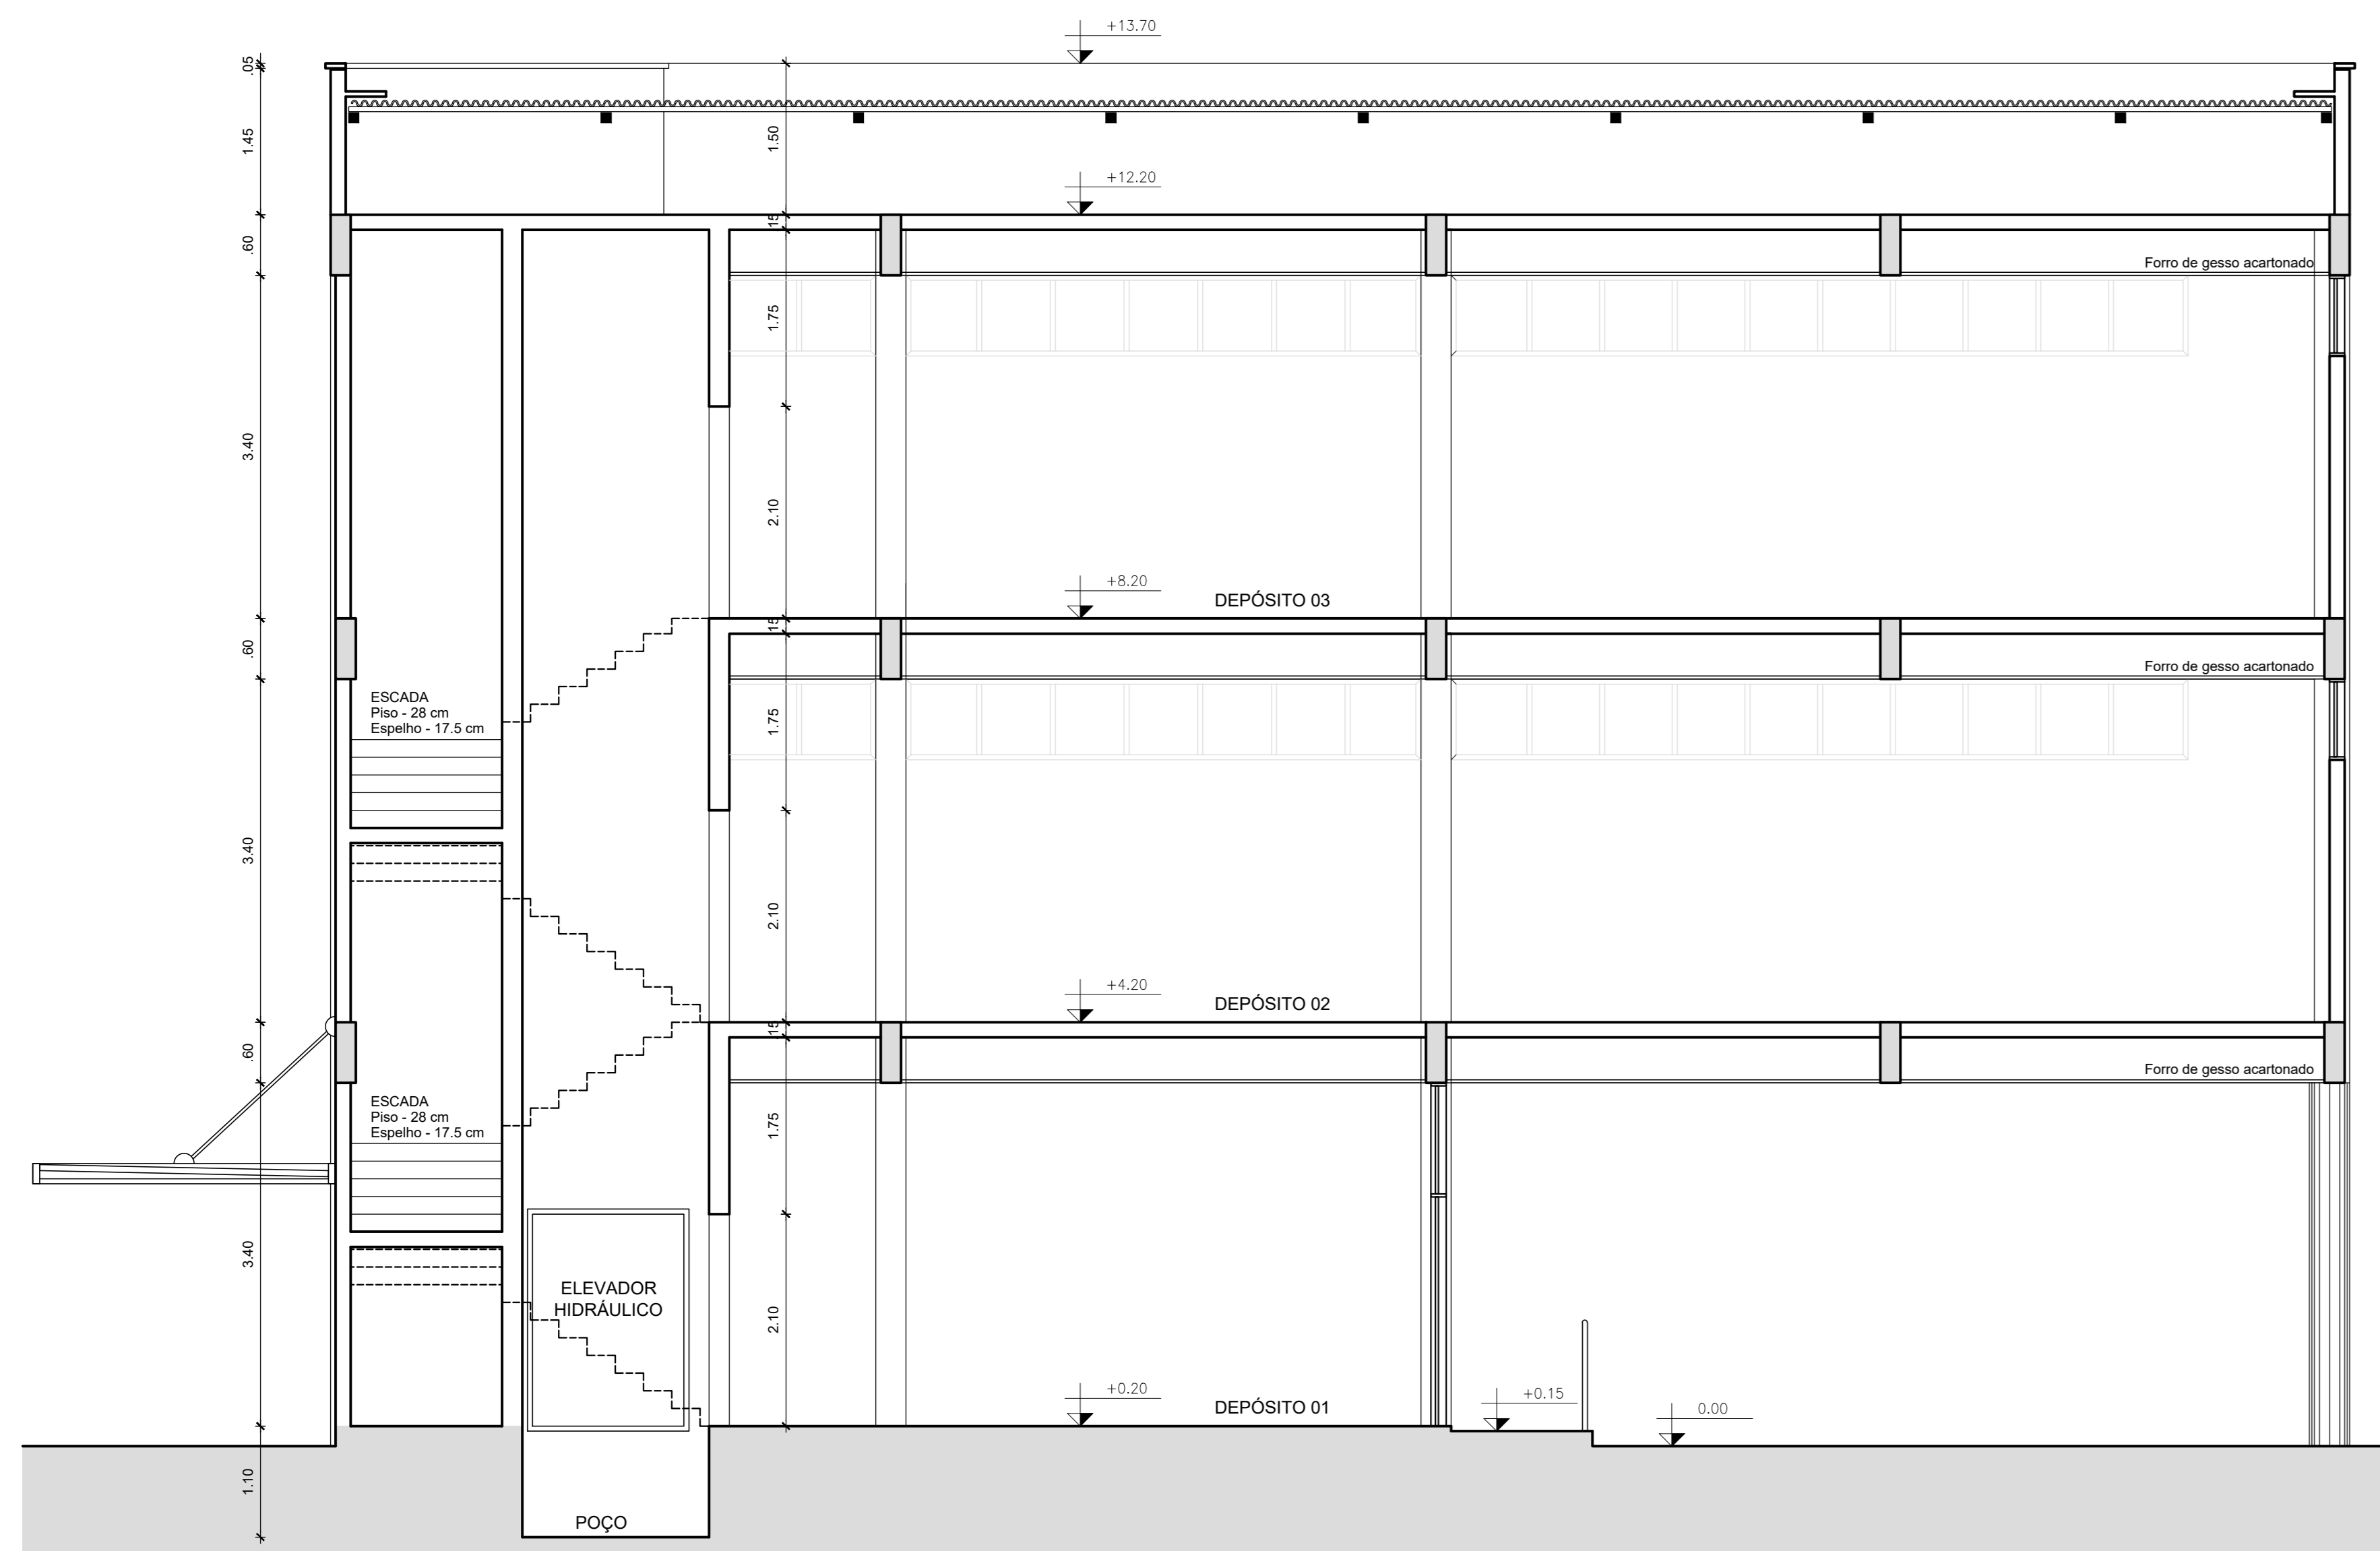 +13.70
.05
1.45
1.50
+12.20
.15
.60
Forro de gesso acartonado
1.75
3.40
2.10
+8.20
DEPÓSITO 03
.15
.60
Forro de gesso acartonado
ESCADA
Piso - 28 cm
Espelho - 17.5 cm
1.75
3.40
2.10
+4.20
DEPÓSITO 02
.15
.60
Forro de gesso acartonado
ESCADA
Piso - 28 cm
Espelho - 17.5 cm
1.75
3.40
ELEVADOR
HIDRÁULICO
2.10
+0.20
DEPÓSITO 01
+0.15
0.00
1.10
POÇO